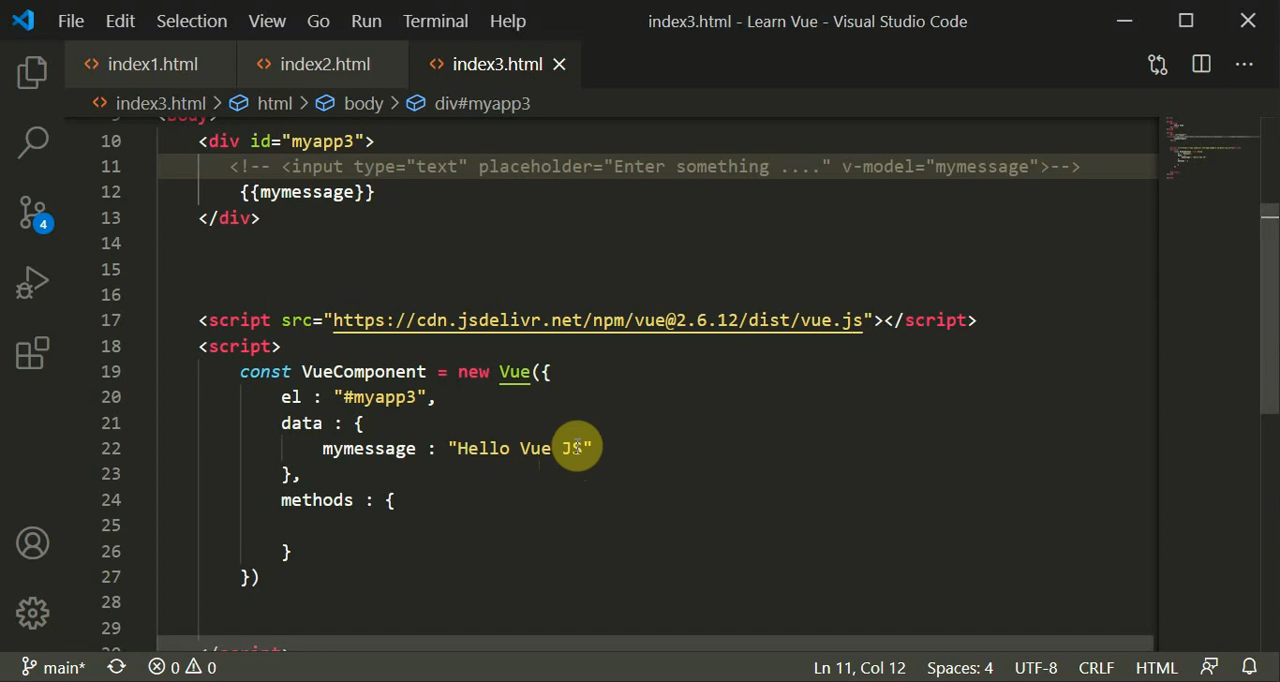 File Edit Selection View Go Run Terminal Help index3.html - Learn Vue - Visual Studio Code
index1.html index2.html index3.html
index3.html > html > body > div#myapp3
<body>
10 <div id="myapp3">
11 <!-- <input type="text" placeholder="Enter something ...." v-model="mymessage">-->
12 {{mymessage}}
13 </div>
14
15
16
17 <script src="https://cdn.jsdelivr.net/npm/vue@2.6.12/dist/vue.js"></script>
18 <script>
19 const VueComponent = new Vue({
20 el : "#myapp3",
21 data : {
22 mymessage : "Hello Vue JS"
23 },
24 methods : {
25
26 }
27 })
28
29
</script>
4
main* 0 0 Ln 11, Col 12 Spaces: 4 UTF-8 CRLF HTML